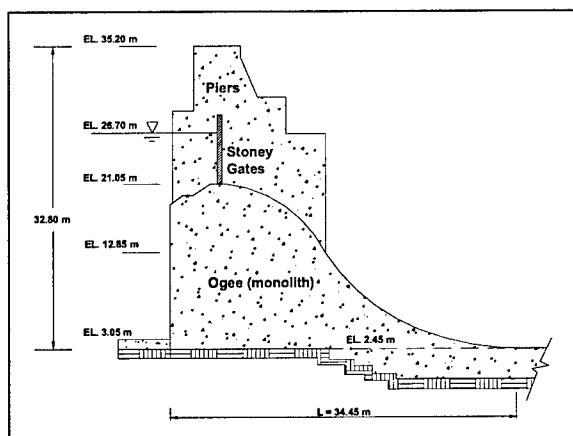 EL. 35.20 m
Piers
EL. 26.70 m
Stoney
Gates
EL. 21.05 m
32.80 m
EL. 12.85 m
Ogee (monolith)
EL. 3.05 m
EL. 2.45 m
L = 34.45 m